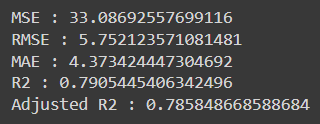 MSE : 33.08692557699116
RMSE : 5.752123571081481
MAE : 4.373424447304692
R2 : 0.7905445406342496
Adjusted R2 : 0.785848668588684